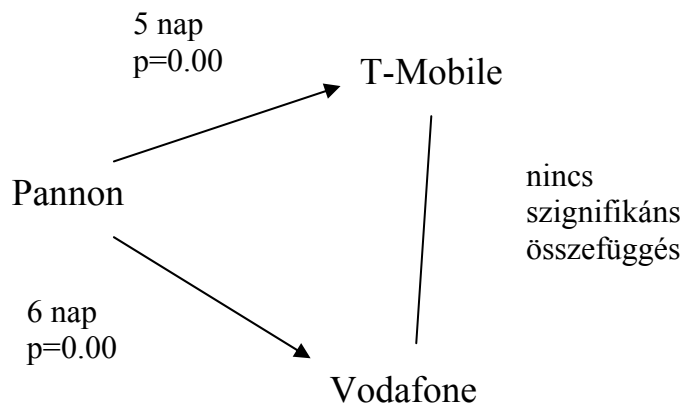 5 nap
p=0.00
T-Mobile
Pannon
nincs
szignifikáns
összefüggés
6 nap
p=0.00
Vodafone